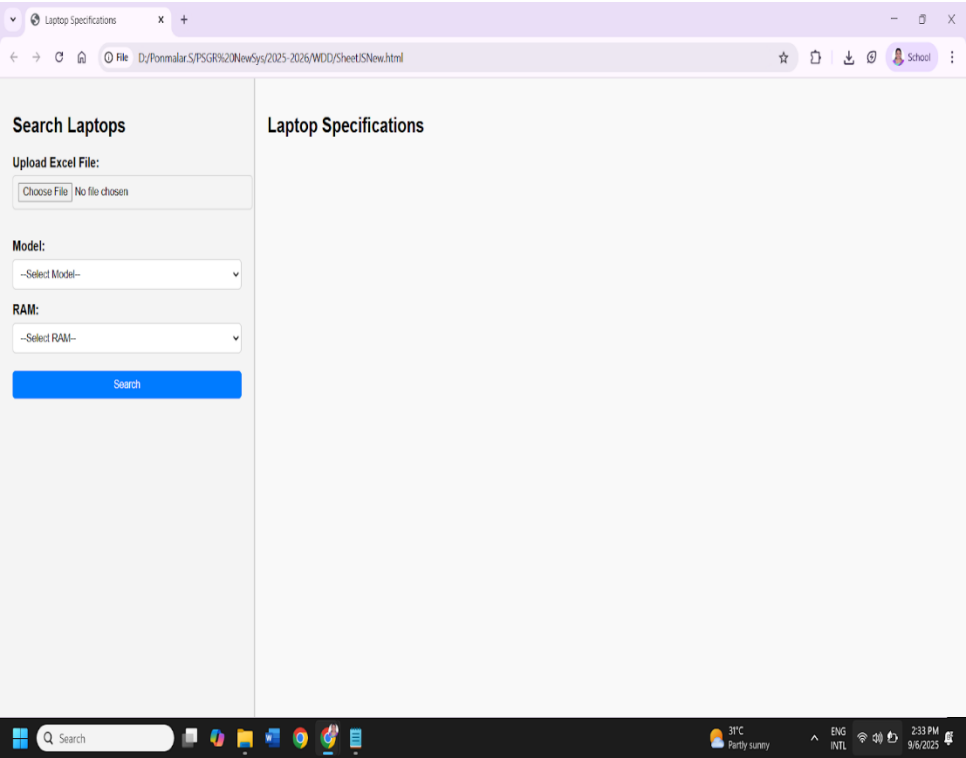 Laptop Specifications
File D:/Ponmalar.S/PSGR%20NewSys/2025-2026/WDD/SheetJSNew.html
School
Search Laptops
Upload Excel File:
Choose File No file chosen
Model:
--Select Model--
RAM:
--Select RAM--
Search
Laptop Specifications
Search
31°C
Partly sunny
ENG
INTL
2:33 PM
9/6/2025